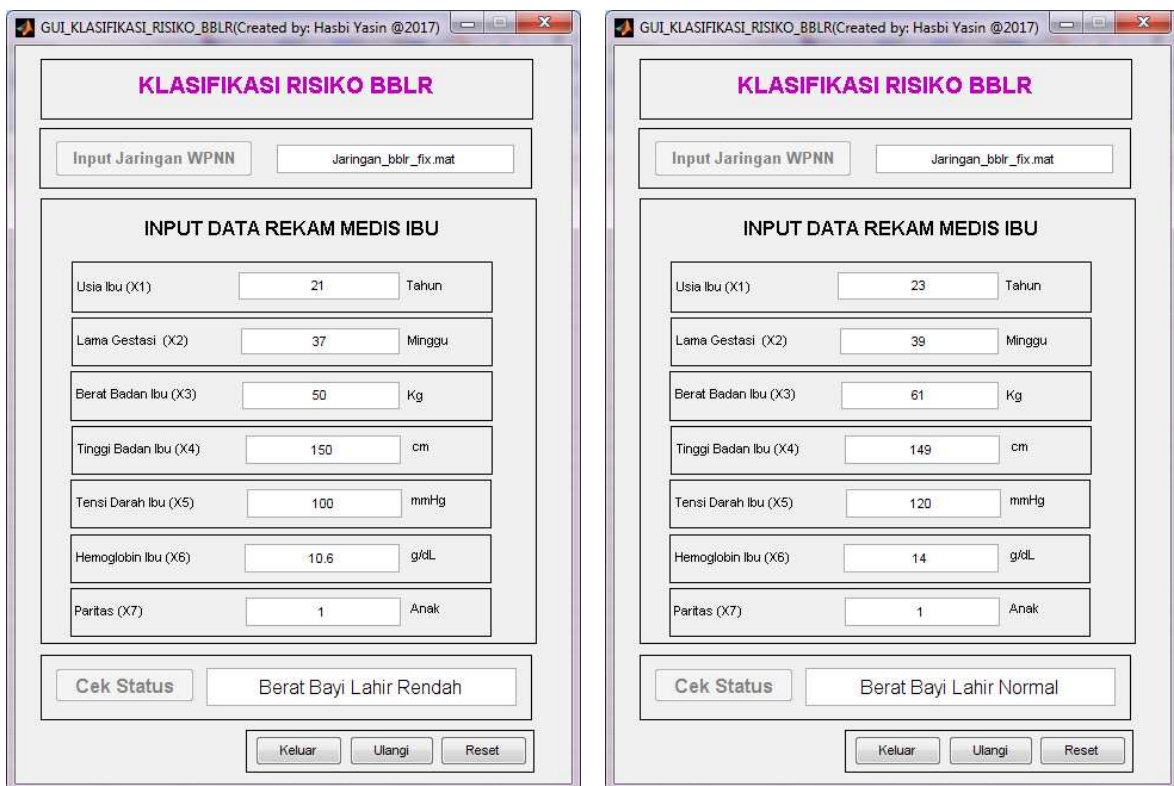 GUI_KLASIFIKASI_RISIKO_BBLR(Created by: Hasbi Yasin @2017)
KLASIFIKASI RISIKO BBLR
Input Jaringan WPNN Jaringan_bblr_fix.mat
INPUT DATA REKAM MEDIS IBU
Usia Ibu (X1) 21 Tahun
Lama Gestasi (X2) 37 Minggu
Berat Badan Ibu (X3) 50 Kg
Tinggi Badan Ibu (X4) 150 cm
Tensi Darah Ibu (X5) 100 mmHg
Hemoglobin Ibu (X6) 10.6 g/dL
Paritas (X7) 1 Anak
Cek Status Berat Bayi Lahir Rendah
Keluar Ulangi Reset
GUI_KLASIFIKASI_RISIKO_BBLR(Created by: Hasbi Yasin @2017)
KLASIFIKASI RISIKO BBLR
Input Jaringan WPNN Jaringan_bblr_fix.mat
INPUT DATA REKAM MEDIS IBU
Usia Ibu (X1) 23 Tahun
Lama Gestasi (X2) 39 Minggu
Berat Badan Ibu (X3) 61 Kg
Tinggi Badan Ibu (X4) 149 cm
Tensi Darah Ibu (X5) 120 mmHg
Hemoglobin Ibu (X6) 14 g/dL
Paritas (X7) 1 Anak
Cek Status Berat Bayi Lahir Normal
Keluar Ulangi Reset